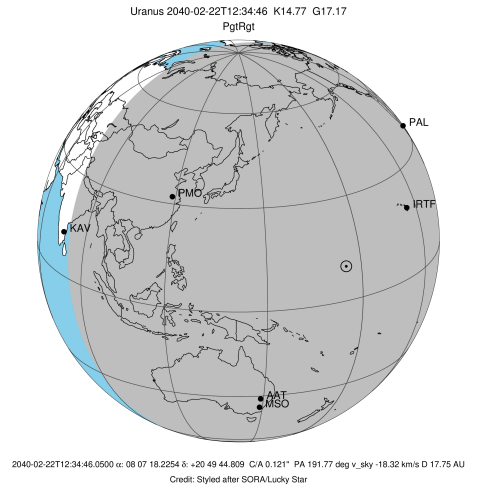 Uranus 2040-02-22T12:34:46 K14.77 G17.17
PgtRgt
PAL
PMO
IRTF
KAV
AAT
MSO
2040-02-22T12:34:46.0500 α: 08 07 18.2254 δ: +20 49 44.809 C/A 0.121" PA 191.77 deg v_sky -18.32 km/s D 17.75 AU
Credit: Styled after SORA/Lucky Star